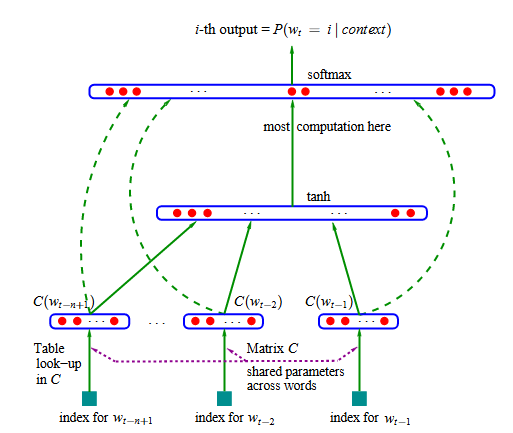 i-th output = P(w_t = i | context)
softmax
. . .
. . .
most computation here
tanh
. . .
. . .
C(w_{t−n+1}) C(w_{t−2}) C(w_{t−1})
. . . . . . . . . . . .
Table Matrix C
look−up shared parameters
in C across words
index for w_{t−n+1} index for w_{t−2} index for w_{t−1}